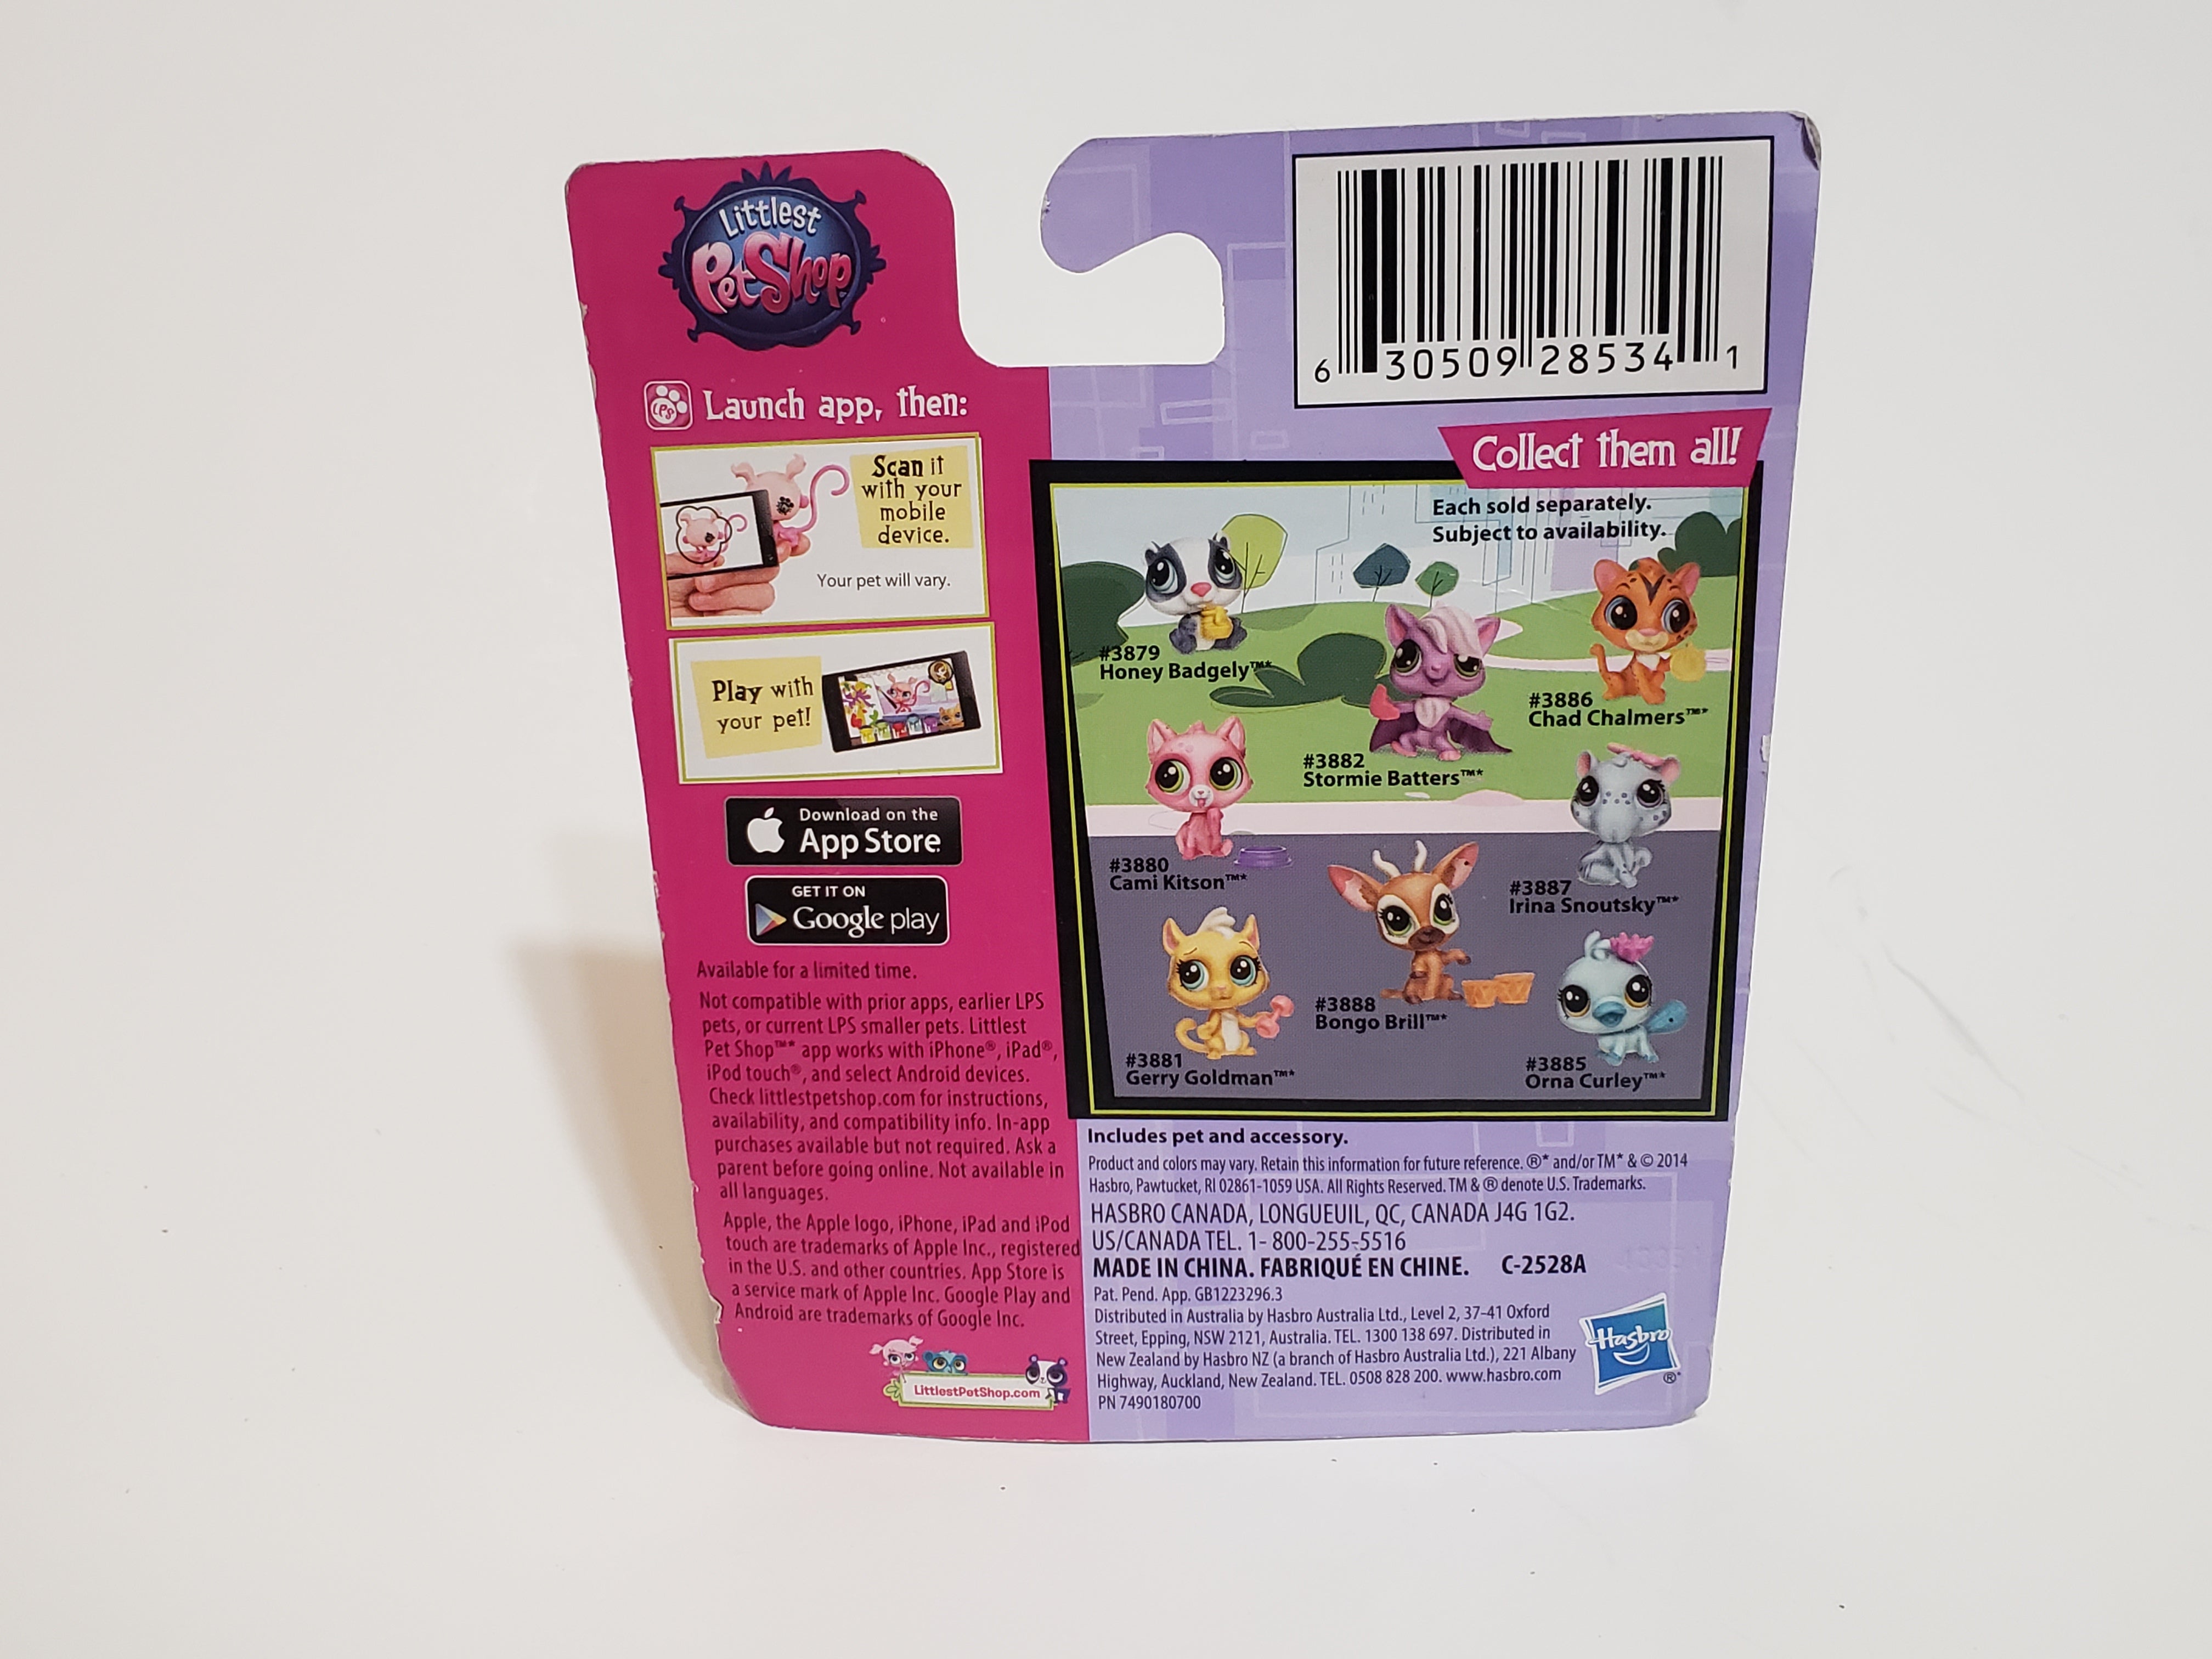 Littlest
PetShop
LPS
Launch app, then:
Scan it
with your
mobile
device.
Your pet will vary.
Play with
your pet!
Download on the
App Store
GET IT ON
Google play
Available for a limited time.
Not compatible with prior apps, earlier LPS
pets, or current LPS smaller pets. Littlest
Pet Shop™* app works with iPhone®, iPad®,
iPod touch®, and select Android devices.
Check littlestpetshop.com for instructions,
availability, and compatibility info. In-app
purchases available but not required. Ask a
parent before going online. Not available in
all languages.
Apple, the Apple logo, iPhone, iPad and iPod
touch are trademarks of Apple Inc., registered
in the U.S. and other countries. App Store is
a service mark of Apple Inc. Google Play and
Android are trademarks of Google Inc.
LittlestPetShop.com
6 30509 28534 1
Collect them all!
Each sold separately.
Subject to availability.
#3879
Honey Badgely™*
#3886
Chad Chalmers™*
#3882
Stormie Batters™*
#3880
Cami Kitson™*
#3887
Irina Snoutsky™*
#3888
Bongo Brill™*
#3881
Gerry Goldman™*
#3885
Orna Curley™*
Includes pet and accessory.
Product and colors may vary. Retain this information for future reference. ®* and/or TM* & © 2014
Hasbro, Pawtucket, RI 02861-1059 USA. All Rights Reserved. TM & ® denote U.S. Trademarks.
HASBRO CANADA, LONGUEUIL, QC, CANADA J4G 1G2.
US/CANADA TEL. 1- 800-255-5516
MADE IN CHINA. FABRIQUÉ EN CHINE. C-2528A
Pat. Pend. App. GB1223296.3
Distributed in Australia by Hasbro Australia Ltd., Level 2, 37-41 Oxford
Street, Epping, NSW 2121, Australia. TEL. 1300 138 697. Distributed in
New Zealand by Hasbro NZ (a branch of Hasbro Australia Ltd.), 221 Albany
Highway, Auckland, New Zealand. TEL. 0508 828 200. www.hasbro.com
PN 7490180700
Hasbro
®*